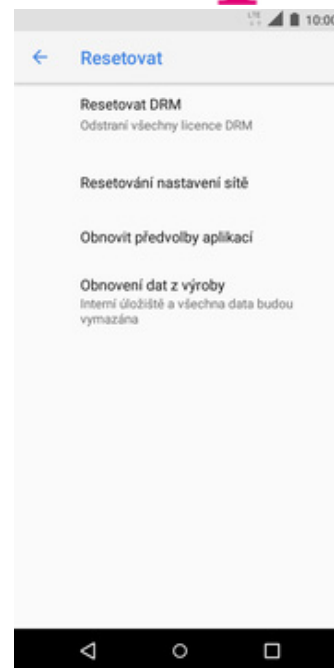 LTE
10:00
Resetovat
Resetovat DRM
Odstraní všechny licence DRM
Resetování nastavení sítě
Obnovit předvolby aplikací
Obnovení dat z výroby
Interní úložiště a všechna data budou
vymazána